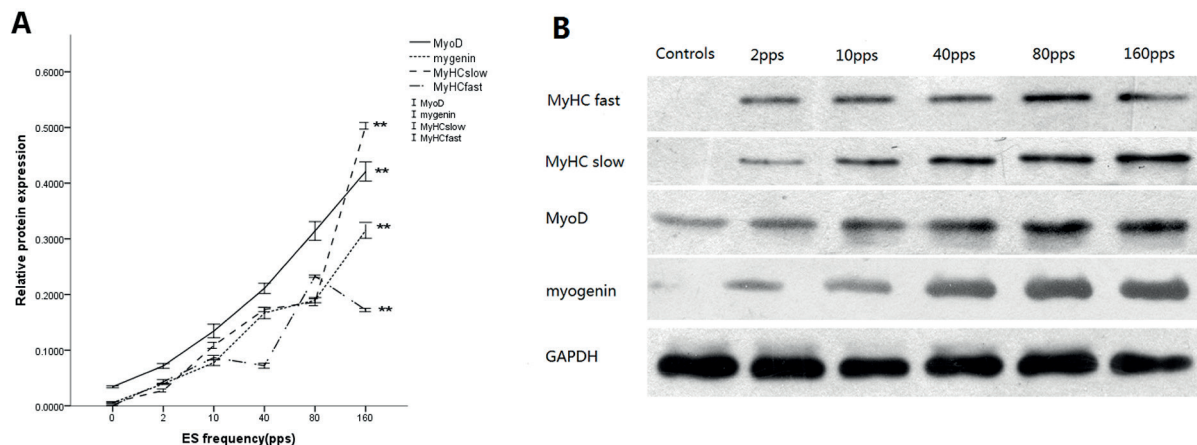 A
MyoD
mygenin
MyHCslow
MyHCfast
MyoD
mygenin
MyHCslow
MyHCfast
Relative protein expression
0.6000
0.5000
0.4000
0.3000
0.2000
0.1000
0.0000
**
**
**
**
0 2 10 40 80 160
ES frequency(pps)
B
Controls 2pps 10pps 40pps 80pps 160pps
MyHC fast
MyHC slow
MyoD
myogenin
GAPDH